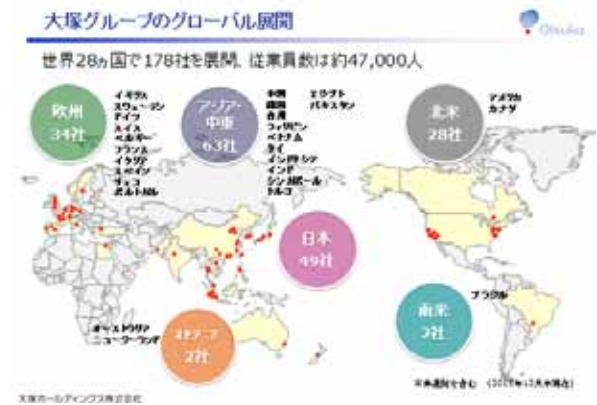 大塚グループのグローバル展開
Otsuka
世界28ヵ国で178社を展開、従業員数は約47,000人
欧州
34社
イギリス
スウェーデン
ドイツ
スイス
ベルギー
フランス
イタリア
スペイン
チェコ
ポルトガル
アジア・
中東
63社
中国
韓国
台湾
フィリピン
ベトナム
タイ
インドネシア
インド
シンガポール
トルコ
エジプト
パキスタン
北米
28社
アメリカ
カナダ
日本
49社
オーストラリア
ニュージーランド
オセアニア
2社
ブラジル
南米
2社
大塚ホールディングス株式会社